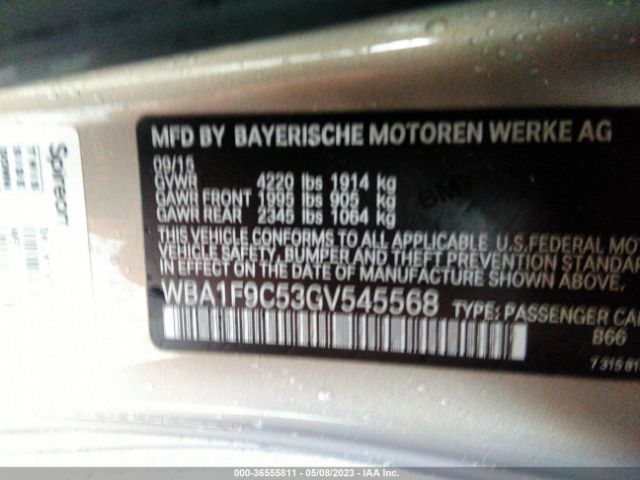 MFD BY BAYERISCHE MOTOREN WERKE AG
09/15
GVWR 4220 lbs 1914 kg
GAWR FRONT 1995 lbs 905 kg
GAWR REAR 2345 lbs 1064 kg
THIS VEHICLE CONFORMS TO ALL APPLICABLE U.S.FEDERAL MO
VEHICLE SAFETY, BUMPER AND THEFT PREVENTION STANDAR
IN EFFECT ON THE DATE OF MANUFACTURE SHOWN ABOVE.
WBA1F9C53GV545568 TYPE: PASSENGER CA
B66
731581
000-36555811 - 05/08/2023 - IAA Inc.